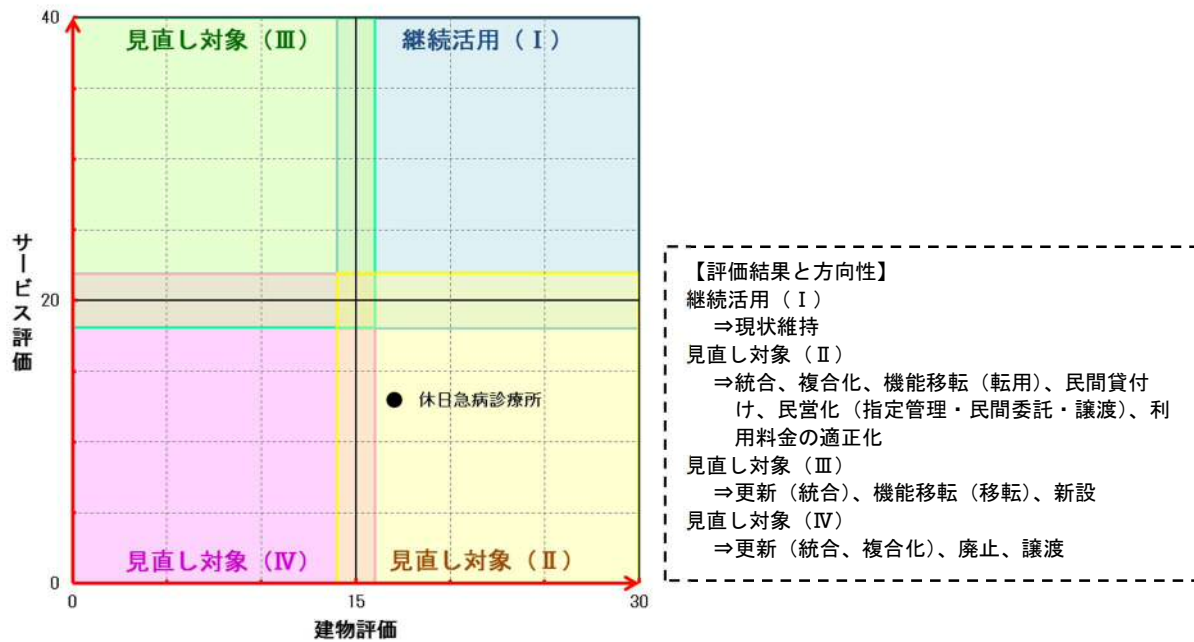 40
見直し対象（Ⅲ）
継続活用（Ⅰ）
サービス評価
20
休日急病診療所
見直し対象（Ⅳ）
見直し対象（Ⅱ）
0
0
15
30
建物評価
【評価結果と方向性】
継続活用（Ⅰ）
⇒現状維持
見直し対象（Ⅱ）
⇒統合、複合化、機能移転（転用）、民間貸付
け、民営化（指定管理・民間委託・譲渡）、利
用料金の適正化
見直し対象（Ⅲ）
⇒更新（統合）、機能移転（移転）、新設
見直し対象（Ⅳ）
⇒更新（統合、複合化）、廃止、譲渡